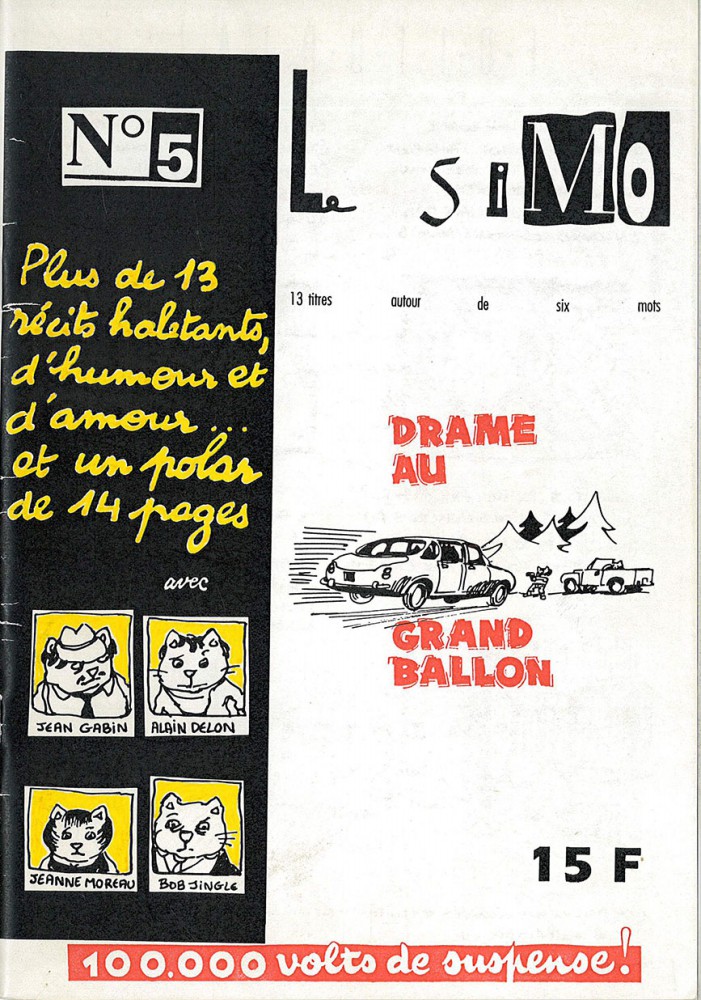 N° 5
Le SiMO
13 titres autour de six mots
Plus de 13
récits haletants,
d'humour et
d'amour...
et un polar
de 14 pages
avec
JEAN GABIN
ALAIN DELON
JEANNE MOREAU
BOB JINGLE
DRAME
AU
8
GRAND
BALLON
15 F
100.000 volts de suspense!